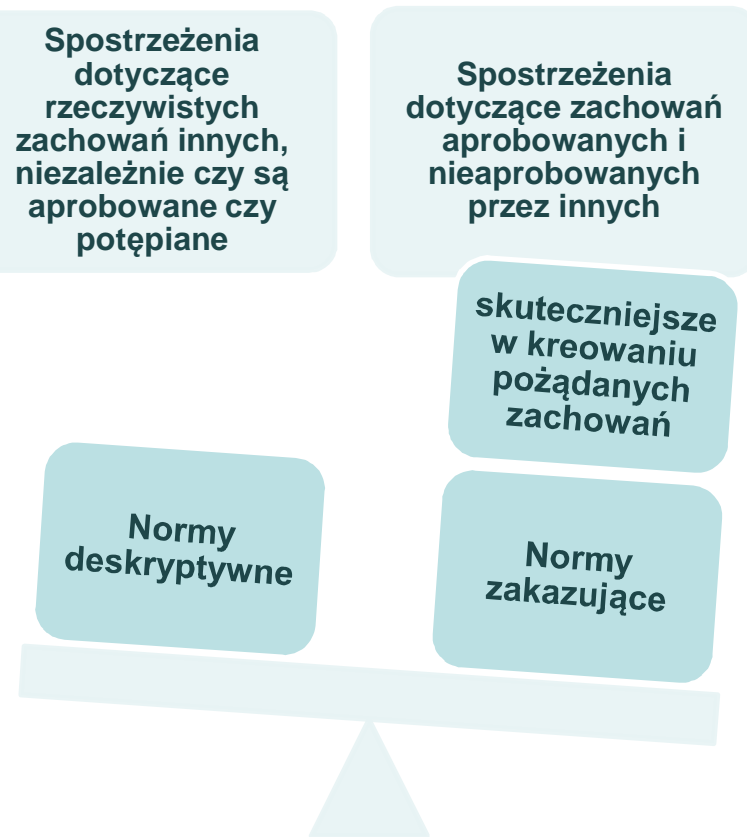 Spostrzeżenia
dotyczące
rzeczywistych
zachowań innych,
niezależnie czy są
aprobowane czy
potępiane
Spostrzeżenia
dotyczące zachowań
aprobowanych i
nieaprobowanych
przez innych
skuteczniejsze
w kreowaniu
pożądanych
zachowań
Normy
deskryptywne
Normy
zakazujące